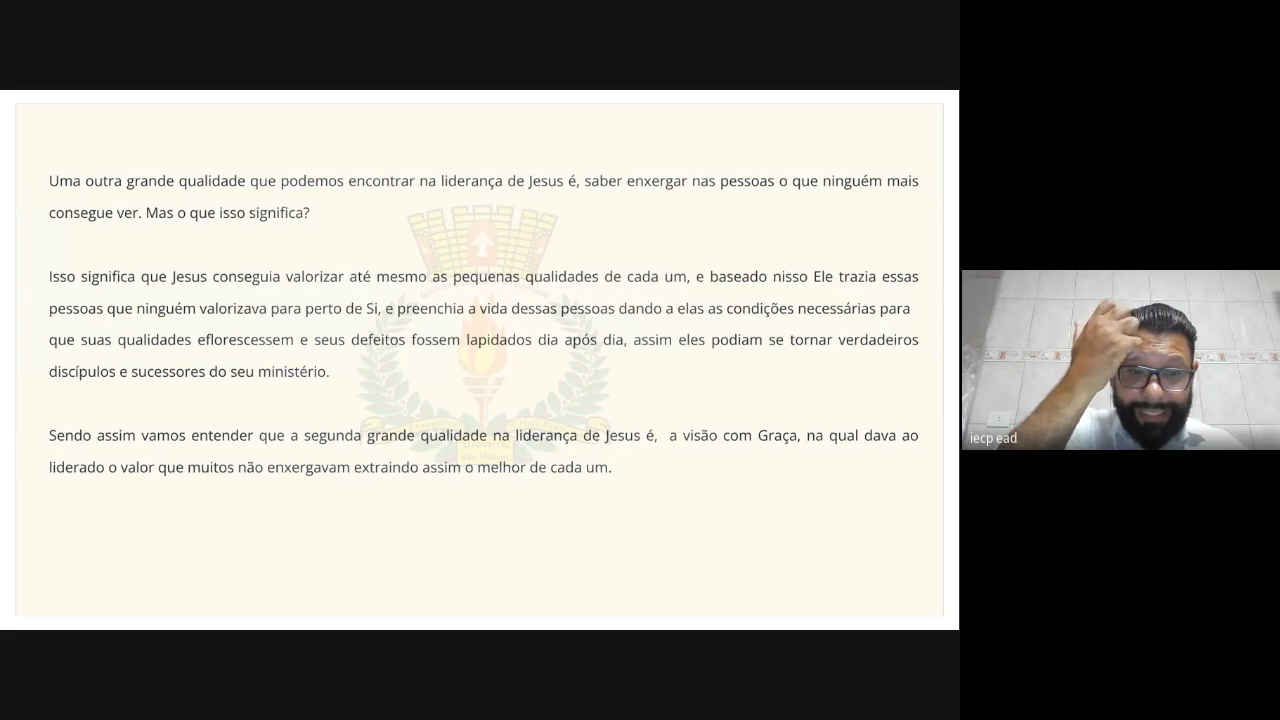 Uma outra grande qualidade que podemos encontrar na liderança de Jesus é, saber enxergar nas pessoas o que ninguém mais
consegue ver. Mas o que isso significa?
Isso significa que Jesus conseguia valorizar até mesmo as pequenas qualidades de cada um, e baseado nisso Ele trazia essas
pessoas que ninguém valorizava para perto de Si, e preenchia a vida dessas pessoas dando a elas as condições necessárias para
que suas qualidades eflorescessem e seus defeitos fossem lapidados dia após dia, assim eles podiam se tornar verdadeiros
discípulos e sucessores do seu ministério.
Sendo assim vamos entender que a segunda grande qualidade na liderança de Jesus é, a visão com Graça, na qual dava ao
liderado o valor que muitos não enxergavam extraindo assim o melhor de cada um.
iecp ead